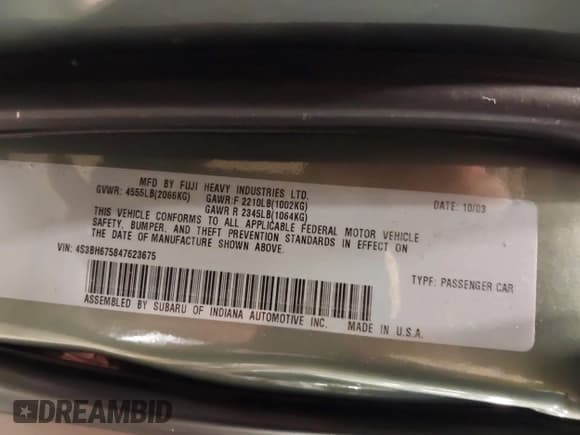 MFD BY FUJI HEAVY INDUSTRIES LTD.
GVWR: 4555LB(2066KG) GAWR:F 2210LB(1002KG) DATE: 10/03
GAWR R 2345LB(1064KG)
THIS VEHICLE CONFORMS TO ALL APPLICABLE FEDERAL MOTOR VEHICLE
SAFETY, BUMPER, AND THEFT PREVENTION STANDARDS IN EFFECT ON
THE DATE OF MANUFACTURE SHOWN ABOVE.
VIN: 4S3BH675847623675
TYPE: PASSENGER CAR
ASSEMBLED BY SUBARU OF INDIANA AUTOMOTIVE INC. MADE IN U.S.A.
DREAMBID